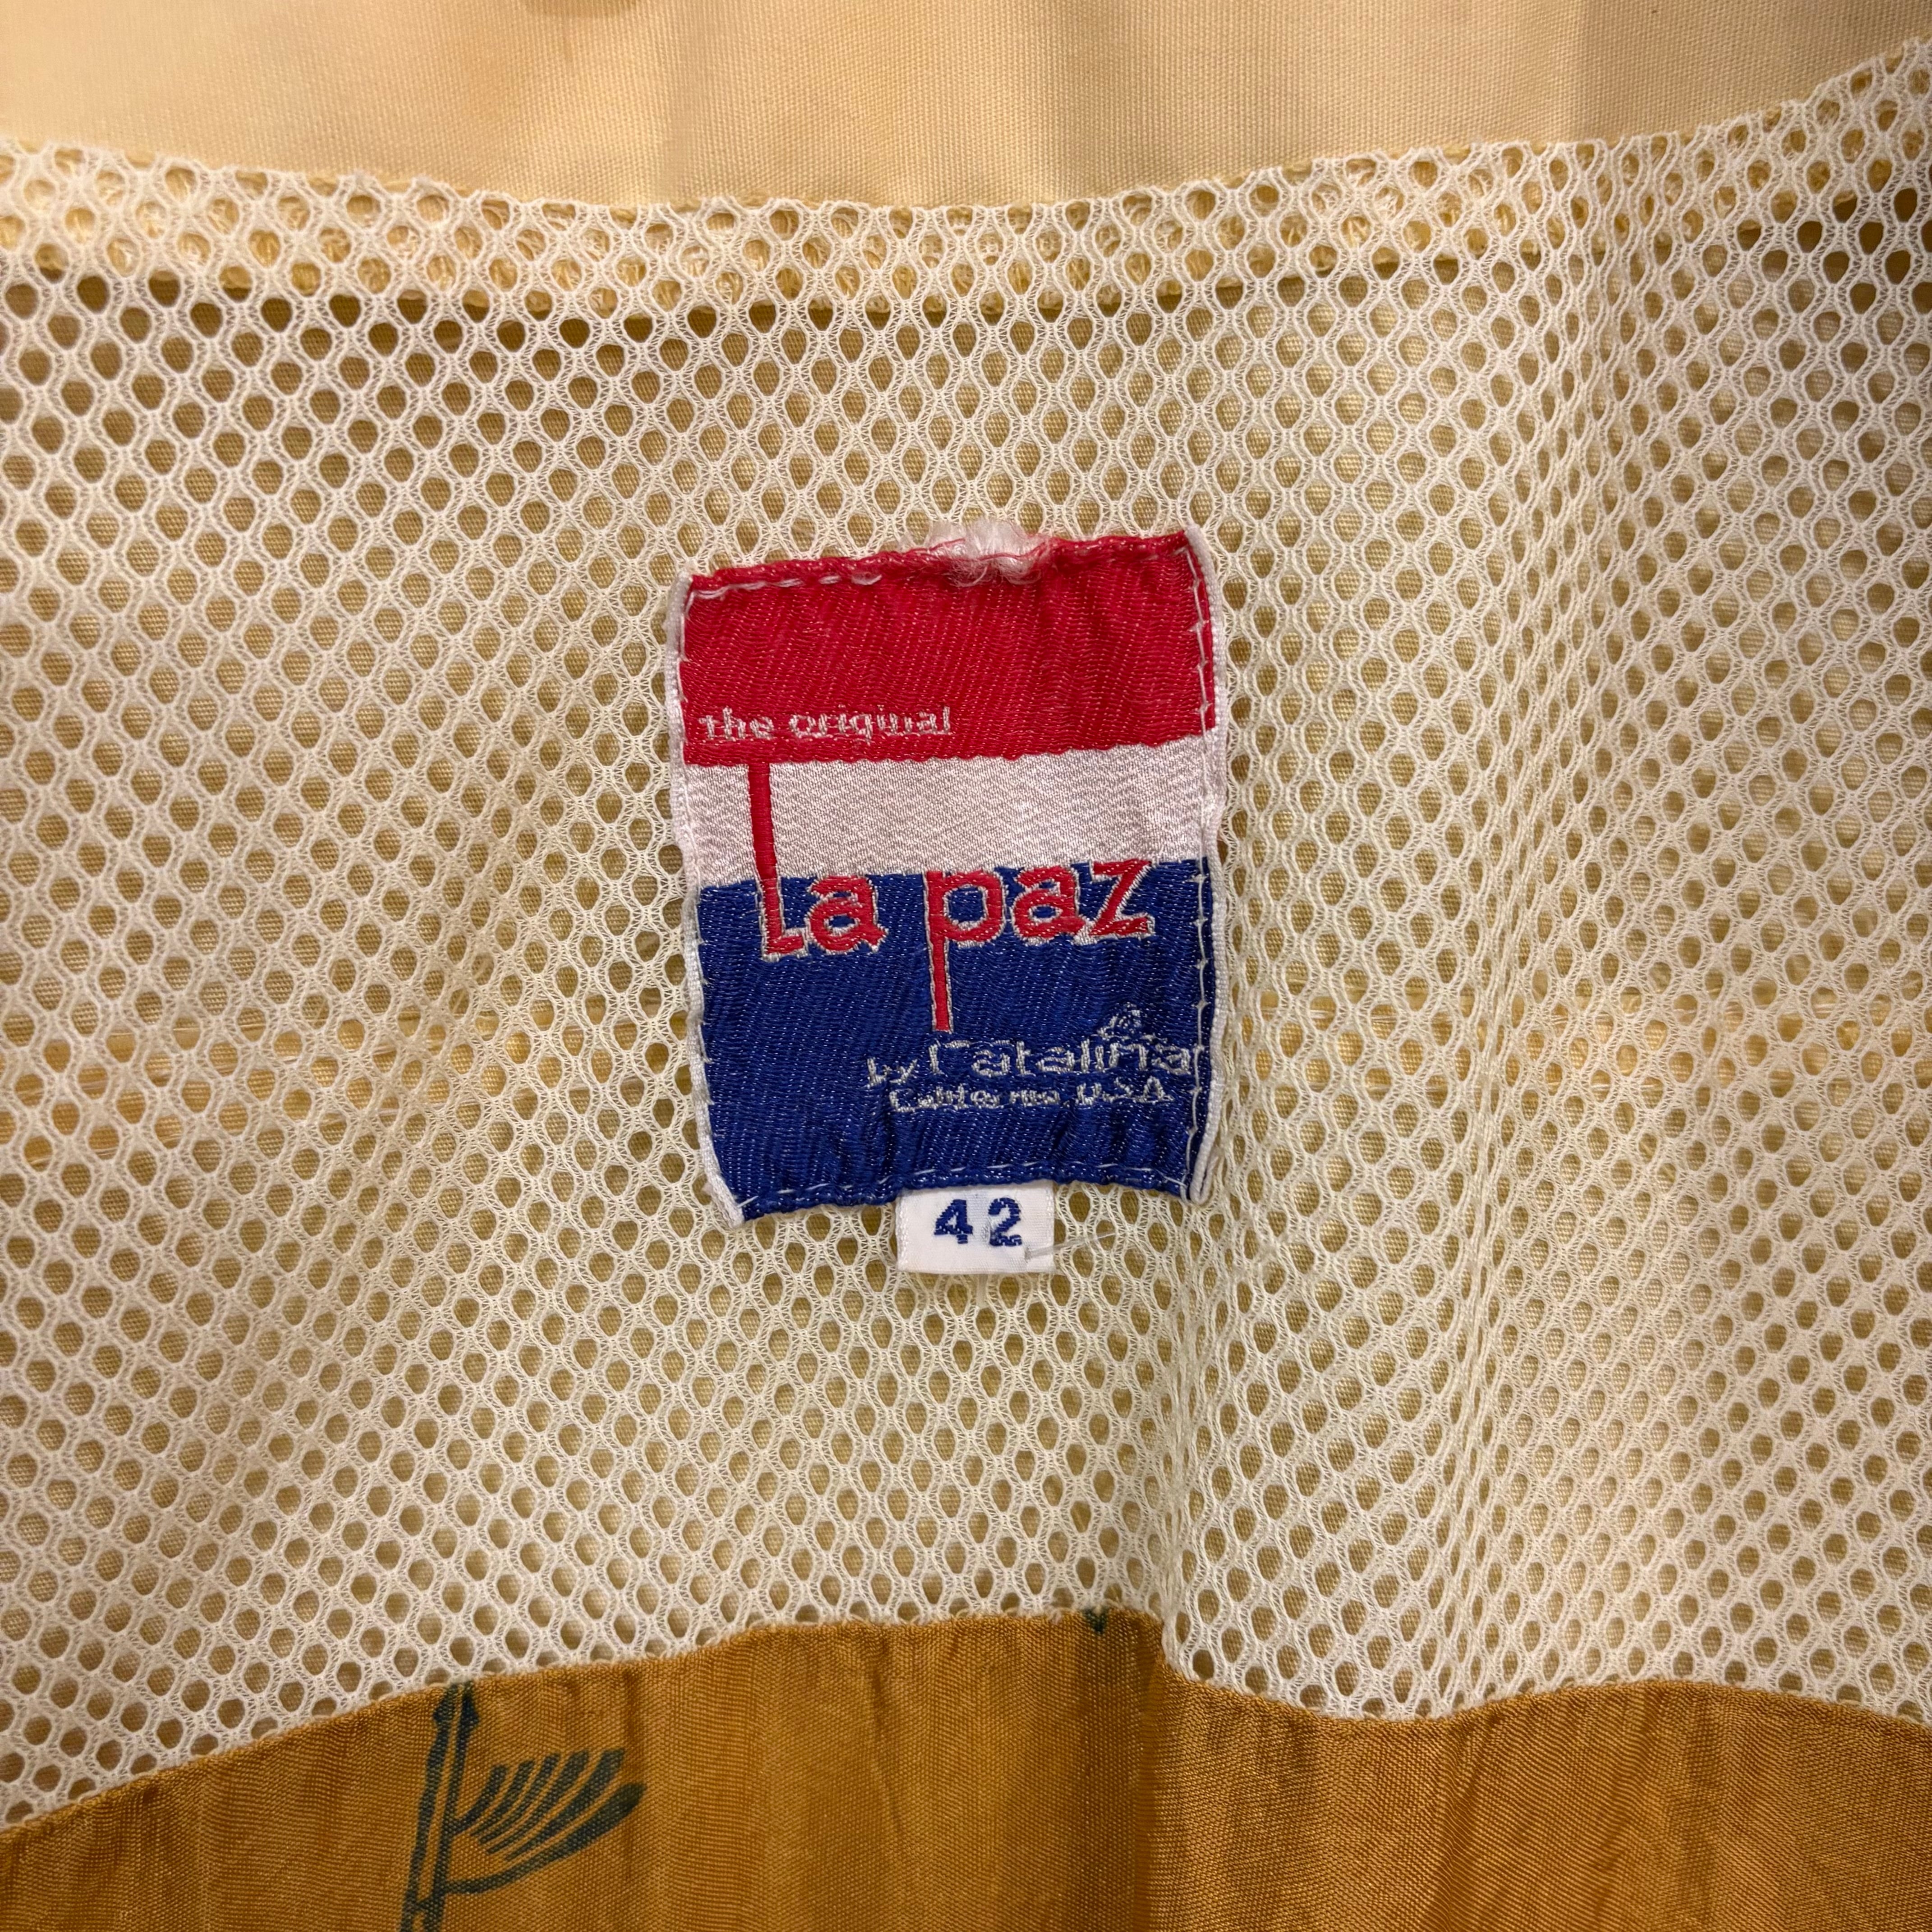 the original
La paz
by Catalina
California, U.S.A.
42